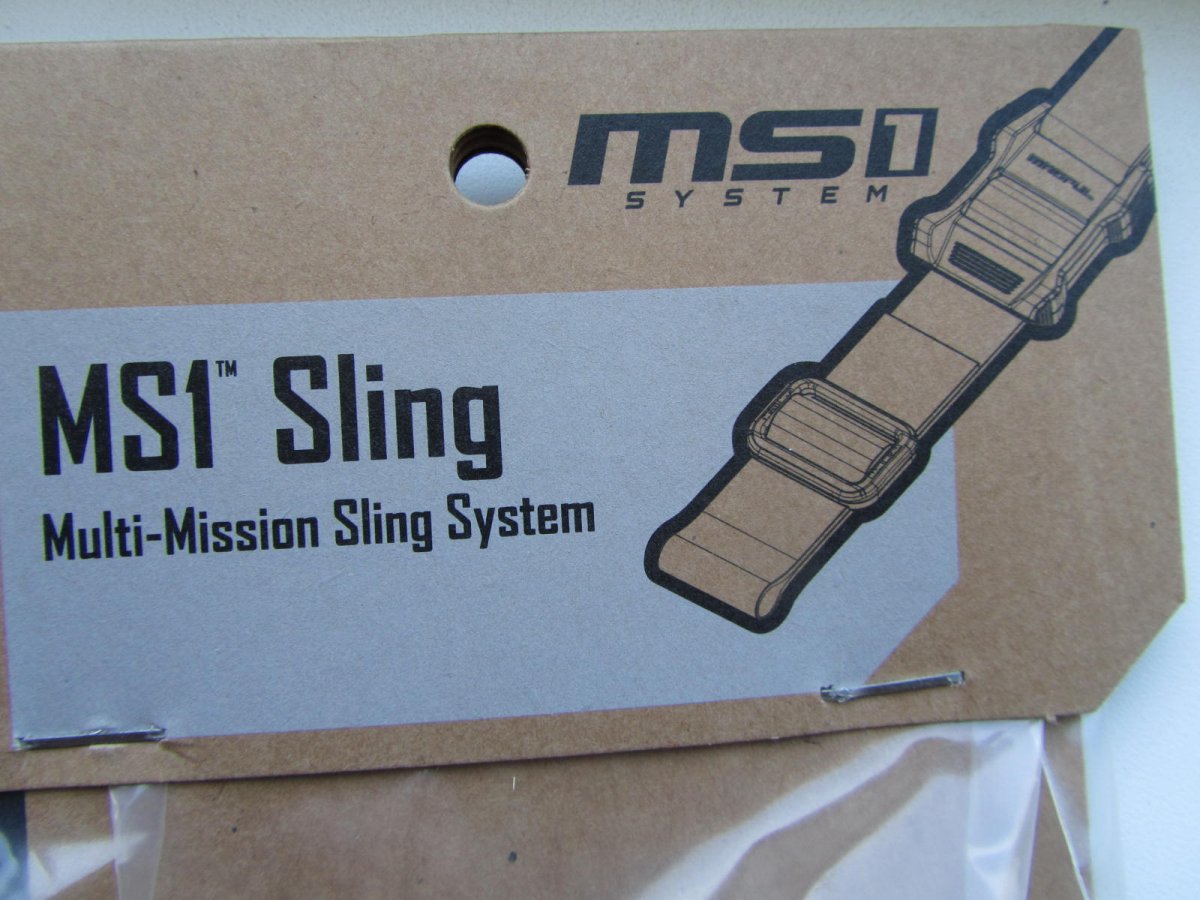 MS1
SYSTEM
MS1™ Sling
Multi-Mission Sling System